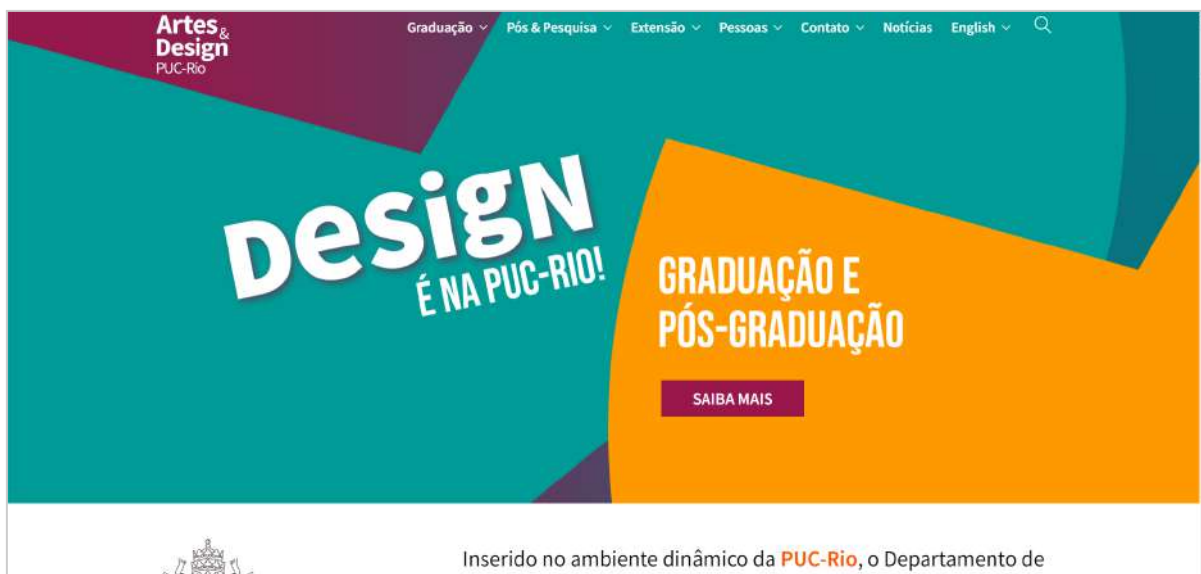 Artes&
Design
PUC-Rio
Graduação Pós & Pesquisa Extensão Pessoas Contato Notícias English
DesigN
É NA PUC-RIO!
GRADUAÇÃO E
PÓS-GRADUAÇÃO
SAIBA MAIS
Inserido no ambiente dinâmico da PUC-Rio, o Departamento de